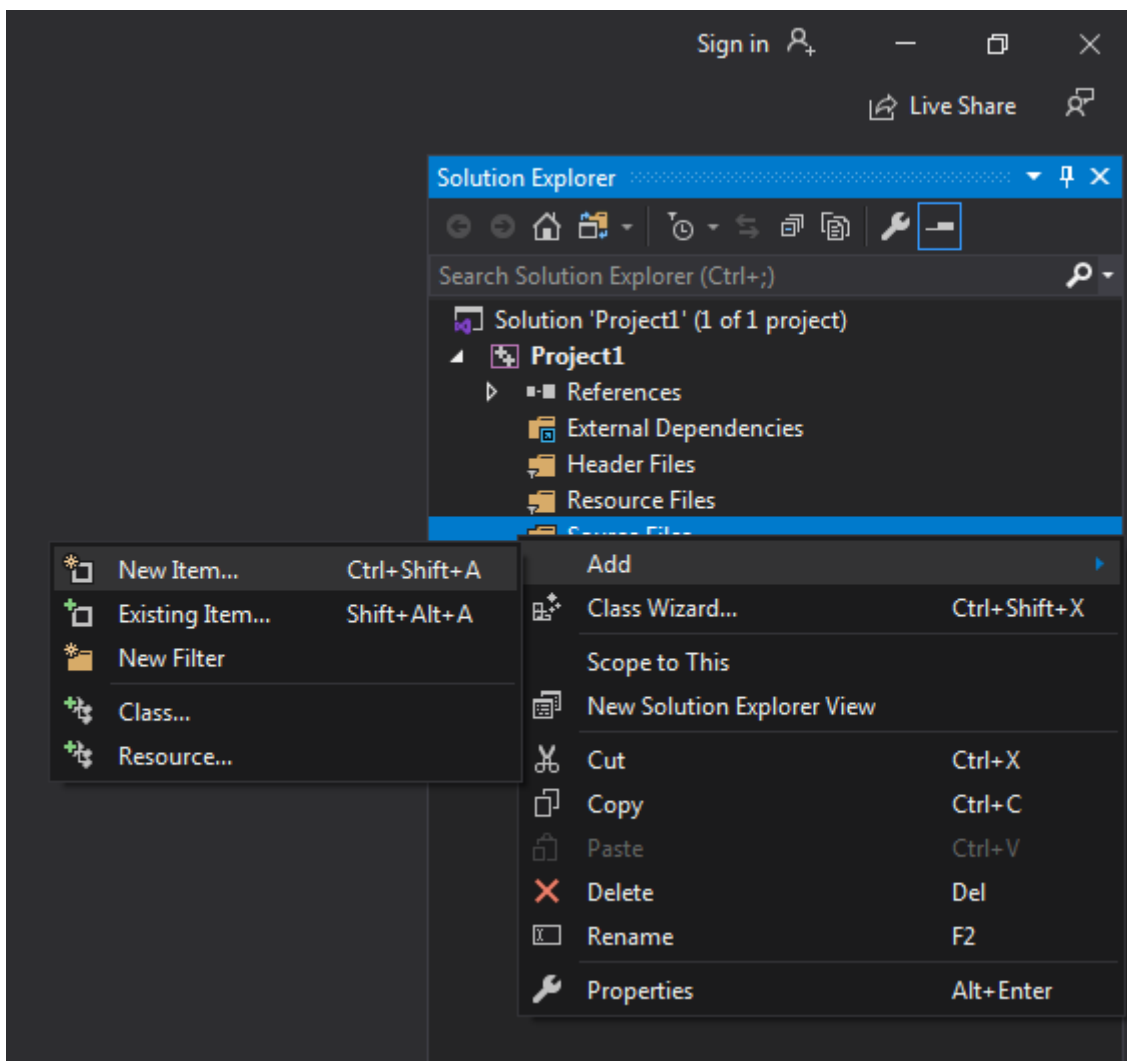 Sign in
Live Share
Solution Explorer
Search Solution Explorer (Ctrl+;)
Solution 'Project1' (1 of 1 project)
Project1
References
External Dependencies
Header Files
Resource Files
Source Files
New Item... Ctrl+Shift+A
Existing Item... Shift+Alt+A
New Filter
Class...
Resource...
Add
Class Wizard... Ctrl+Shift+X
Scope to This
New Solution Explorer View
Cut Ctrl+X
Copy Ctrl+C
Paste Ctrl+V
Delete Del
Rename F2
Properties Alt+Enter